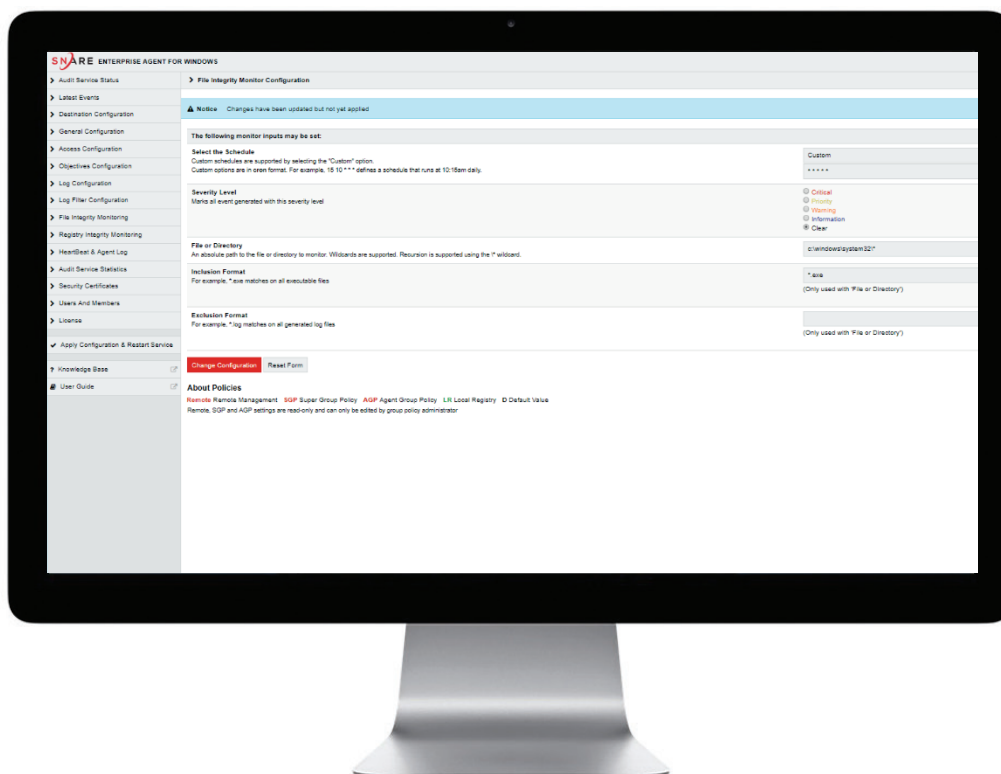 SNARE ENTERPRISE AGENT FOR WINDOWS
Audit Service Status
Latest Events
Destination Configuration
General Configuration
Access Configuration
Objectives Configuration
Log Configuration
Log Filter Configuration
File Integrity Monitoring
Registry Integrity Monitoring
HeartBeat & Agent Log
Audit Service Statistics
Security Certificates
Users And Members
License
Apply Configuration & Restart Service
Knowledge Base
User Guide
File Integrity Monitor Configuration
Notice Changes have been updated but not yet applied
The following monitor inputs may be set:
Select the Schedule
Custom schedules are supported by selecting the "Custom" option.
Custom options are in cron format. For example, 15 10 * * * defines a schedule that runs at 10:15am daily.
Custom
* * * * *
Severity Level
Marks all event generated with this severity level
Critical
Priority
Warning
Information
Clear
File or Directory
An absolute path to the file or directory to monitor. Wildcards are supported. Recursion is supported using the \* wildcard.
c:\windows\system32\*
Inclusion Format
For example, *.exe matches on all executable files
*.exe
(Only used with 'File or Directory')
Exclusion Format
For example, *.log matches on all generated log files
(Only used with 'File or Directory')
Change Configuration Reset Form
About Policies
Remote Remote Management SGP Super Group Policy AGP Agent Group Policy LR Local Registry D Default Value
Remote, SGP and AGP settings are read-only and can only be edited by group policy administrator